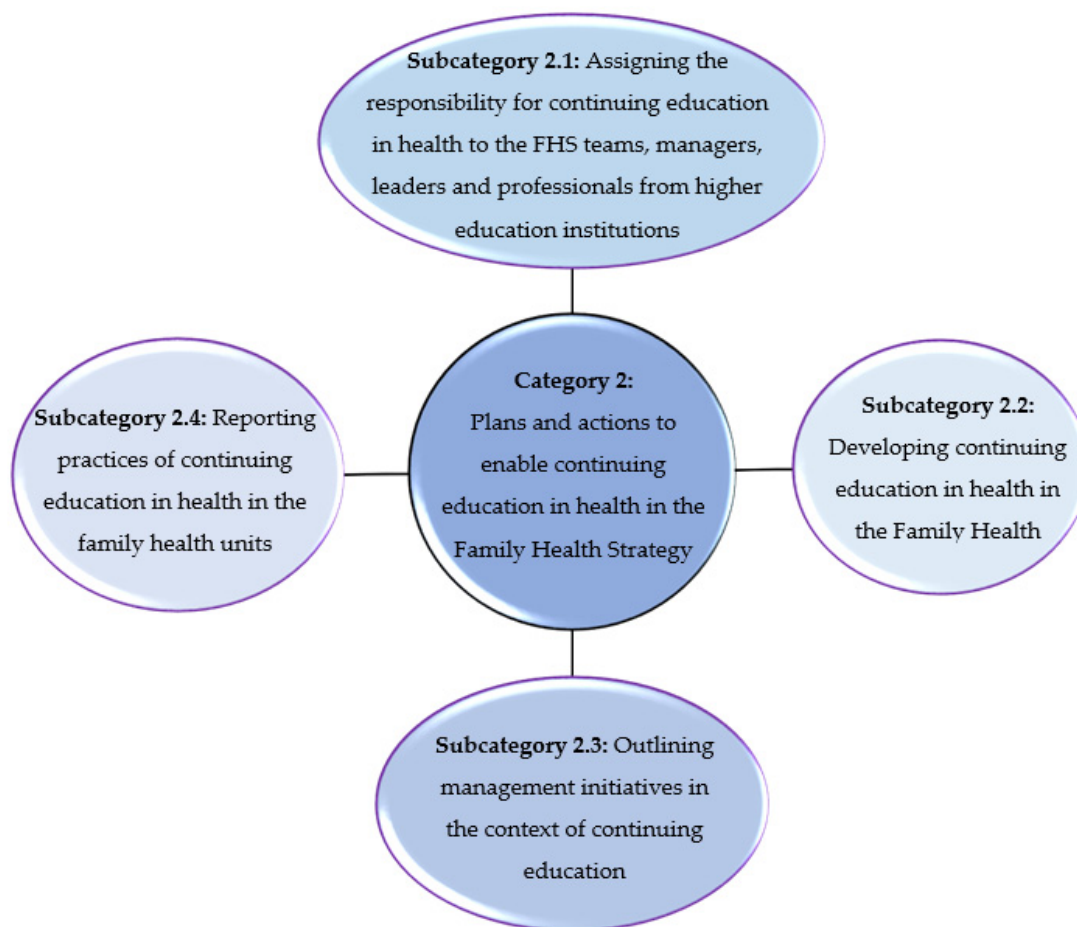 Subcategory 2.1: Assigning the
responsibility for continuing education
in health to the FHS teams, managers,
leaders and professionals from higher
education institutions
Subcategory 2.4: Reporting
practices of continuing
education in health in the
family health units
Category 2:
Plans and actions to
enable continuing
education in health in the
Family Health Strategy
Subcategory 2.2:
Developing continuing
education in health in
the Family Health
Subcategory 2.3: Outlining
management initiatives in
the context of continuing
education